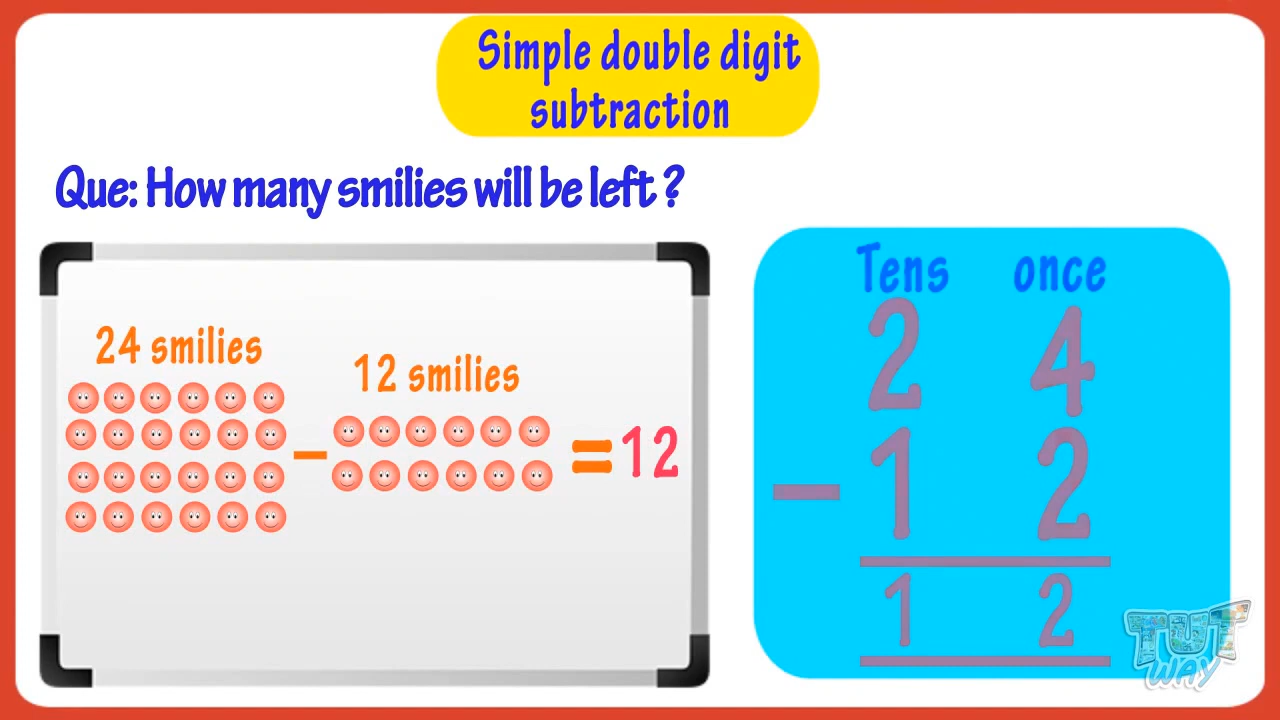 Simple double digit
subtraction
Que: How many smilies will be left ?
24 smilies
12 smilies
- = 12
Tens once
2 4
- 1 2
1 2
TUT
WAY